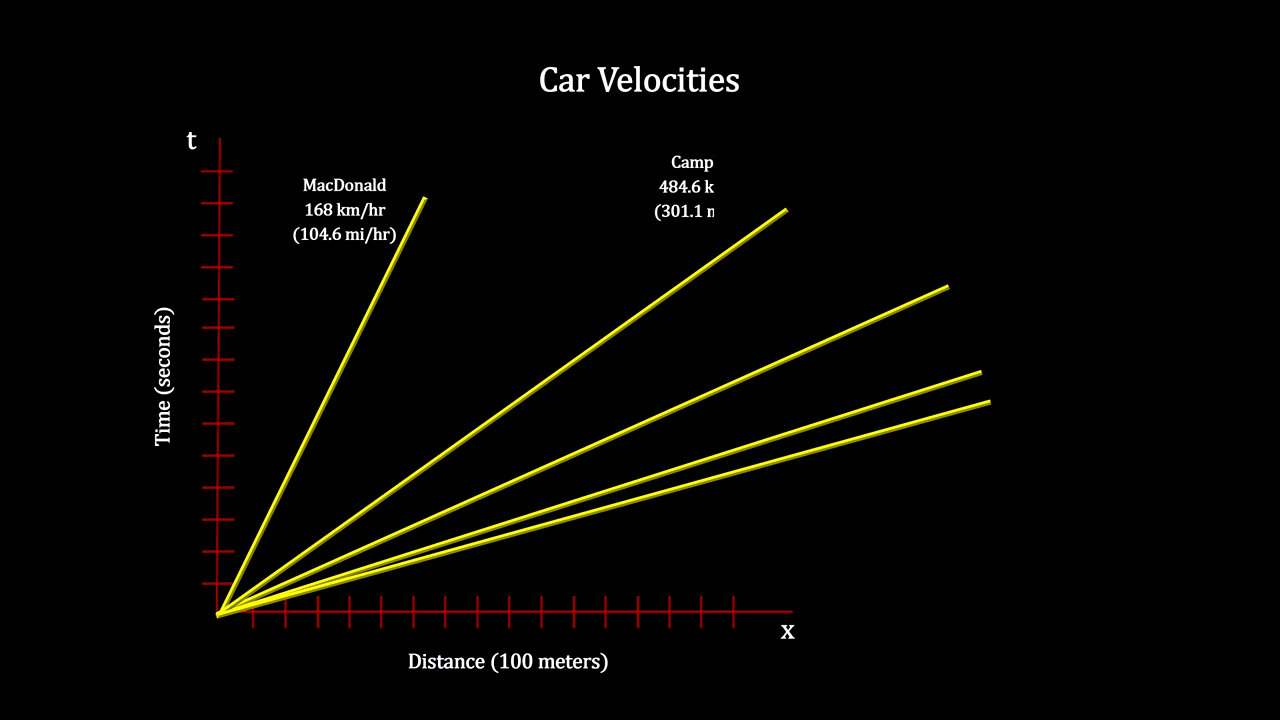 Car Velocities
t
MacDonald
168 km/hr
(104.6 mi/hr)
Camp
484.6 k
(301.1
Time (seconds)
x
Distance (100 meters)